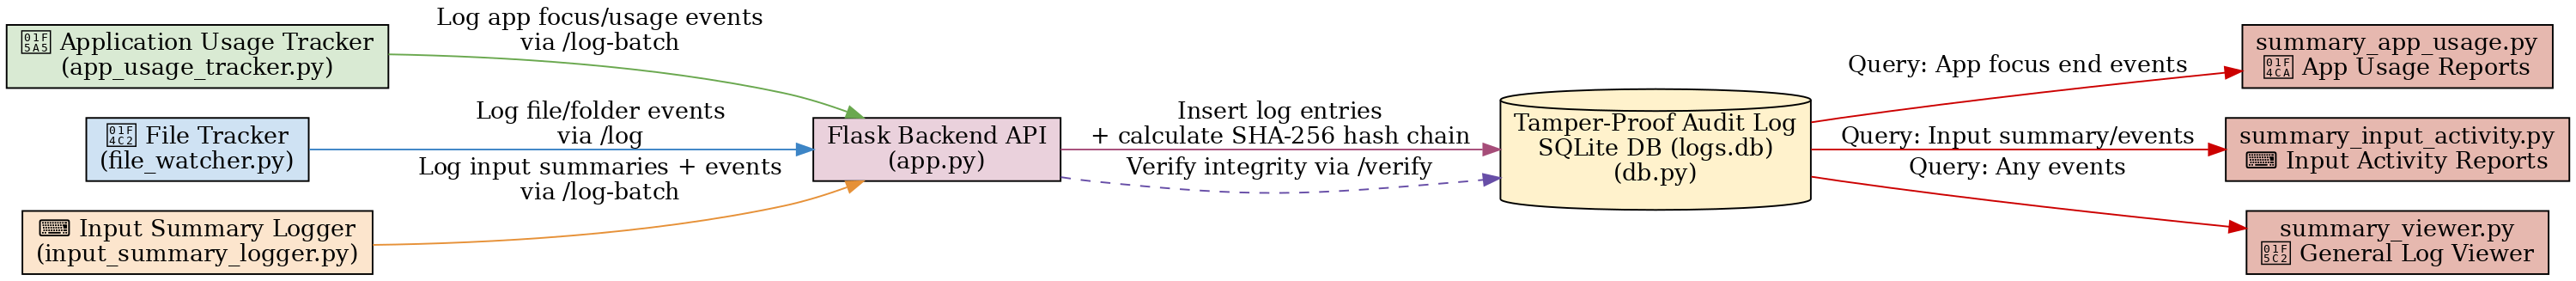 🖥 Application Usage Tracker
(app_usage_tracker.py)
Log app focus/usage events
via /log-batch
📂 File Tracker
(file_watcher.py)
Log file/folder events
via /log
⌨ Input Summary Logger
(input_summary_logger.py)
Log input summaries + events
via /log-batch
Flask Backend API
(app.py)
Insert log entries
+ calculate SHA-256 hash chain
Verify integrity via /verify
Tamper-Proof Audit Log
SQLite DB (logs.db)
(db.py)
Query: App focus end events
summary_app_usage.py
📊 App Usage Reports
Query: Input summary/events
summary_input_activity.py
⌨ Input Activity Reports
Query: Any events
summary_viewer.py
🗂 General Log Viewer